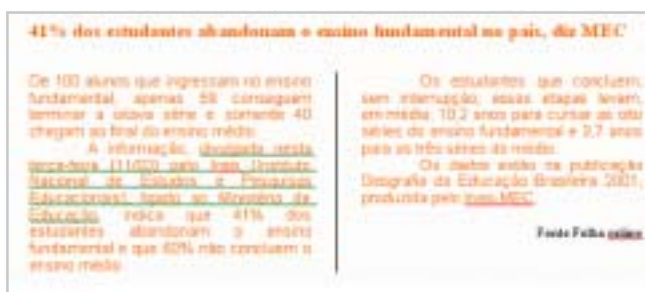 41% dos estudantes abandonam o ensino fundamental no país, diz MEC
De 100 alunos que ingressam no ensino
fundamental, apenas 59 conseguem
terminar a oitava série e somente 40
chegam ao final do ensino médio.
A informação, divulgada nesta
terça-feira (11/03) pelo Inep (Instituto
Nacional de Estudos e Pesquisas
Educacionais), ligado ao Ministério da
Educação, indica que 41% dos
estudantes abandonam o ensino
fundamental e que 60% não concluem o
ensino médio.
Os estudantes que concluem,
sem interrupção, essas etapas levam,
em média, 10,2 anos para cursar as oito
séries do ensino fundamental e 3,7 anos
para as três séries do médio.
Os dados estão na publicação
Geografia da Educação Brasileira 2001,
produzida pelo Inep/MEC.
Fonte Folha online